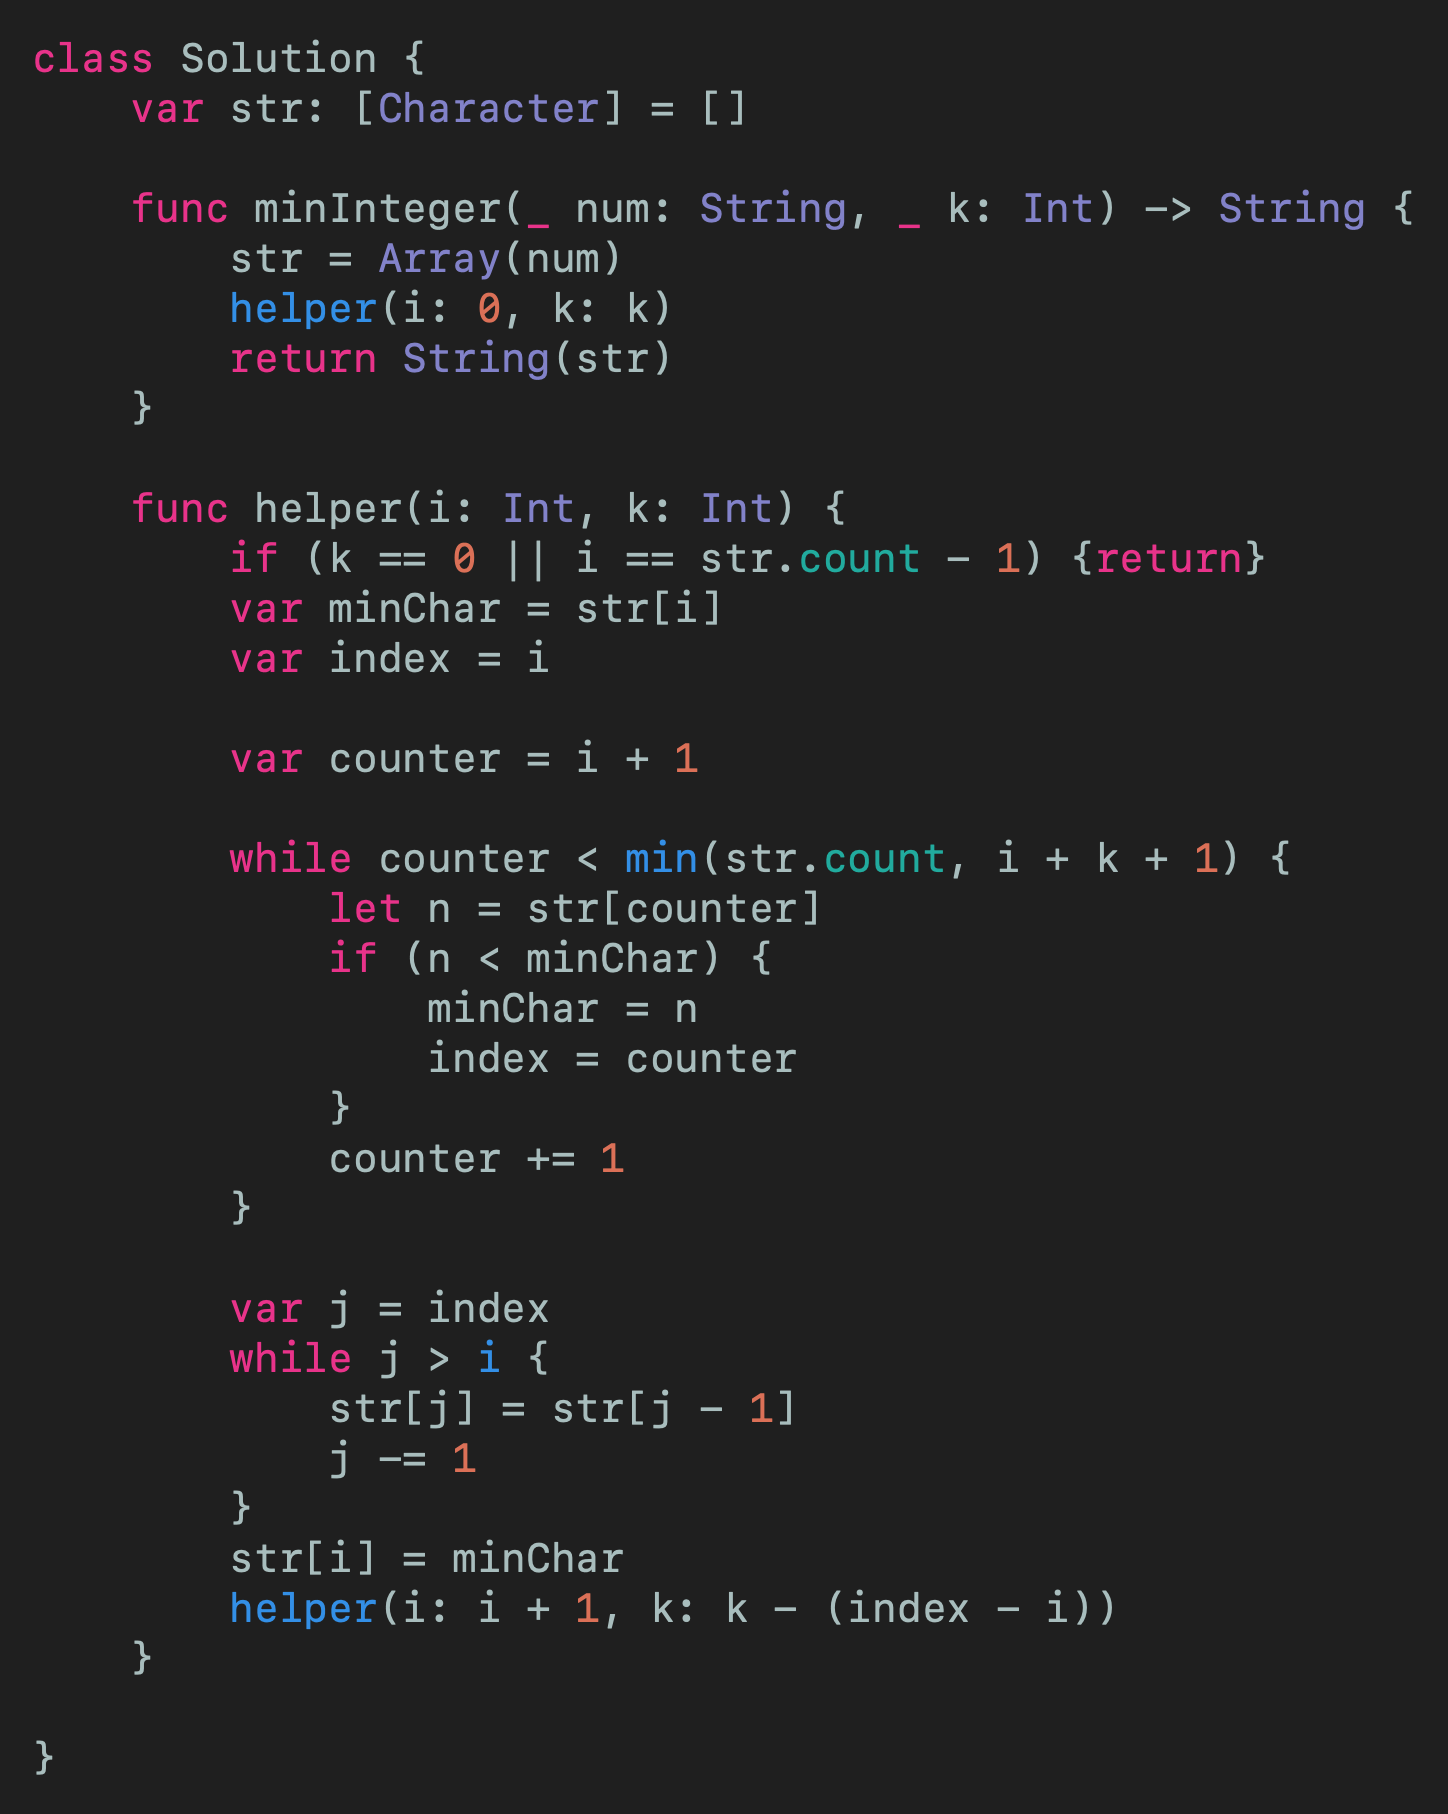 class Solution {
    var str: [Character] = []

    func minInteger(_ num: String, _ k: Int) -> String {
        str = Array(num)
        helper(i: 0, k: k)
        return String(str)
    }

    func helper(i: Int, k: Int) {
        if (k == 0 || i == str.count - 1) {return}
        var minChar = str[i]
        var index = i

        var counter = i + 1

        while counter < min(str.count, i + k + 1) {
            let n = str[counter]
            if (n < minChar) {
                minChar = n
                index = counter
            }
            counter += 1
        }

        var j = index
        while j > i {
            str[j] = str[j - 1]
            j -= 1
        }
        str[i] = minChar
        helper(i: i + 1, k: k - (index - i))
    }

}